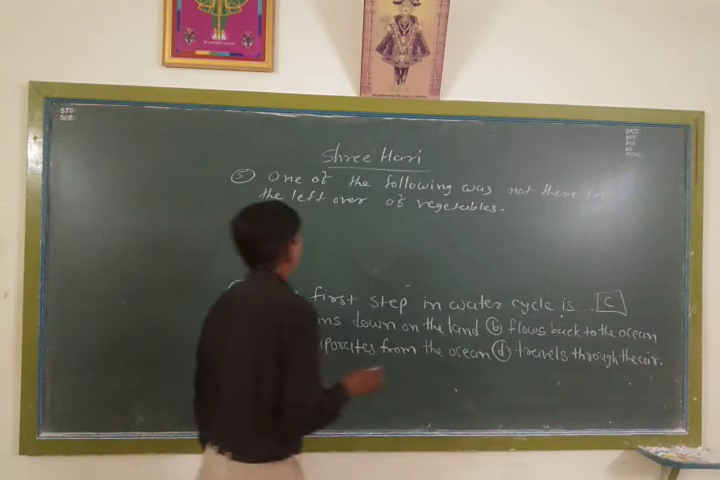 STD:
SUB:
Shree Hari
⑤ One of the following was not there in
the left over of vegetables.
first step in water cycle is... C
down on the land ⓑ flows back to the ocean
from the ocean ⓓ travels through the air.